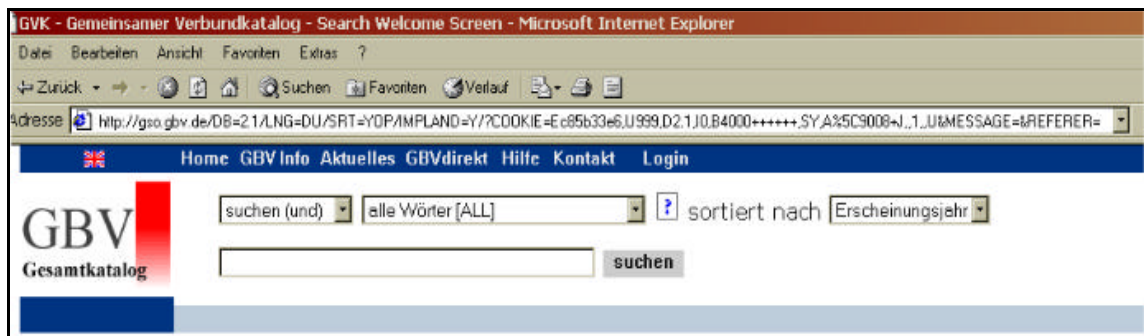 GVK - Gemeinsamer Verbundkatalog - Search Welcome Screen - Microsoft Internet Explorer
Datei Bearbeiten Ansicht Favoriten Extras ?
Zurück Suchen Favoriten Verlauf
Adresse http://gso.gbv.de/DB=2.1/LNG=DU/SRT=YOP/IMPLAND=Y/?COOKIE=Ec85b33e6,U999,D2.1,I0,B4000++++++,SY,A%5C9008+J,,1,,U&MESSAGE=&REFERER=
Home GBV Info Aktuelles GBVdirekt Hilfe Kontakt Login
suchen (und) alle Wörter [ALL] ? sortiert nach Erscheinungsjahr
GBV
Gesamtkatalog
suchen